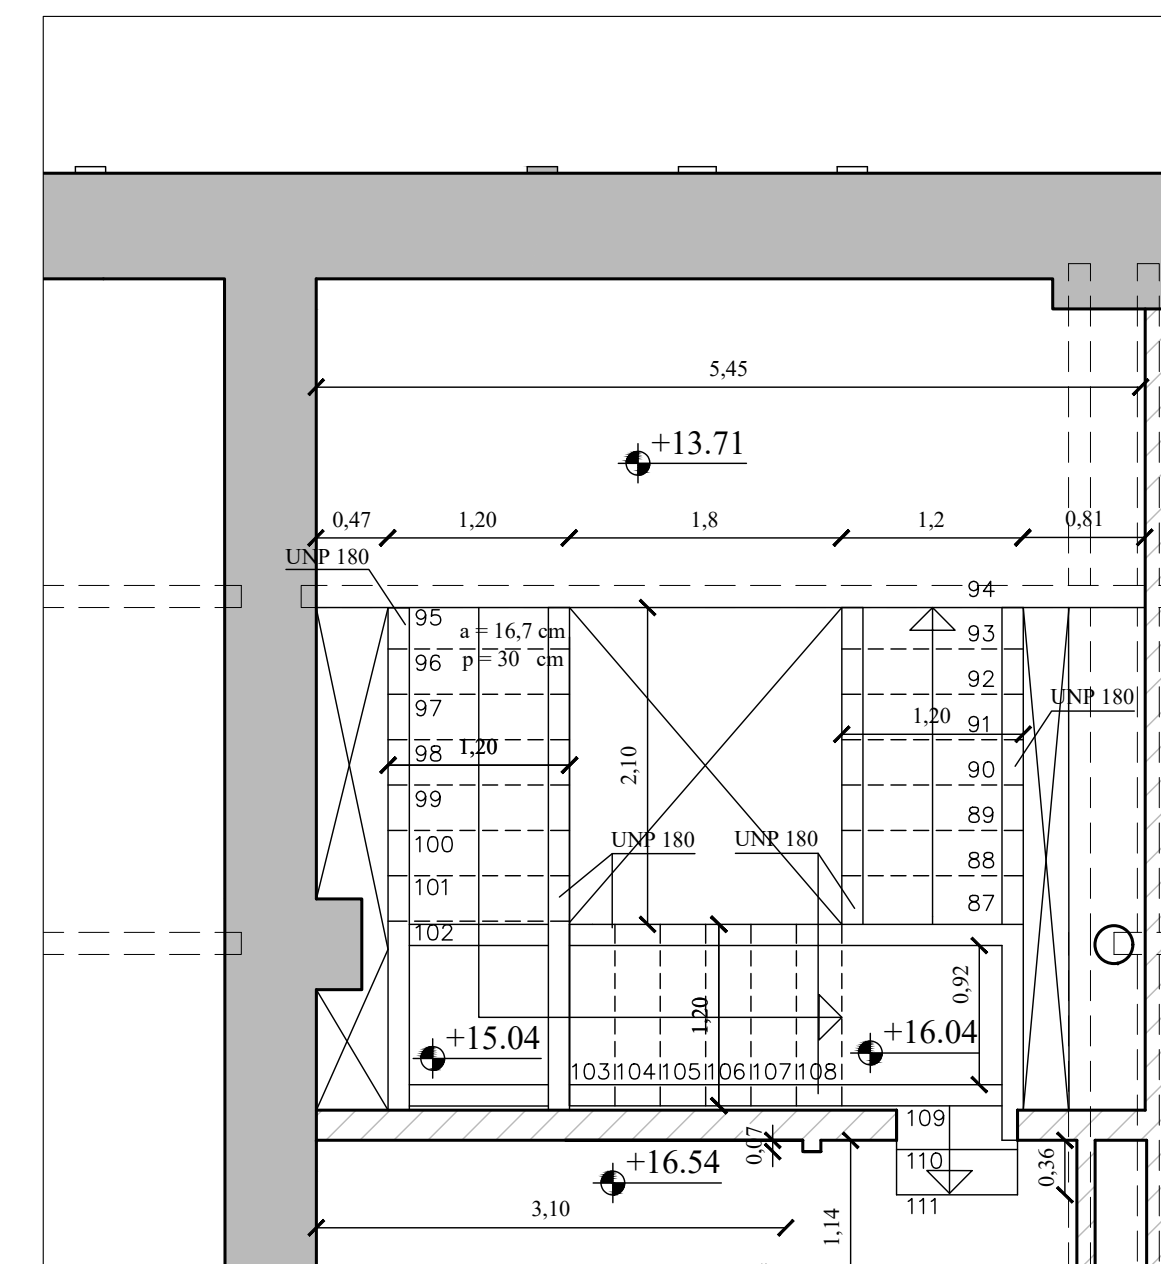 5,45
+13.71
0,47 1,20 1,8 1,2 0,81
UNP 180
94
95 a = 16,7 cm 93
96 p = 30 cm
92
97 UNP 180
1,20 91
98 1,20 2,10
90
99 89
100 UNP 180 UNP 180
88
101 87
102
0,92
1,20
+15.04 +16.04
103 104 105 106 107 108
109
0,07
110 0,36
+16.54
111
3,10 1,14